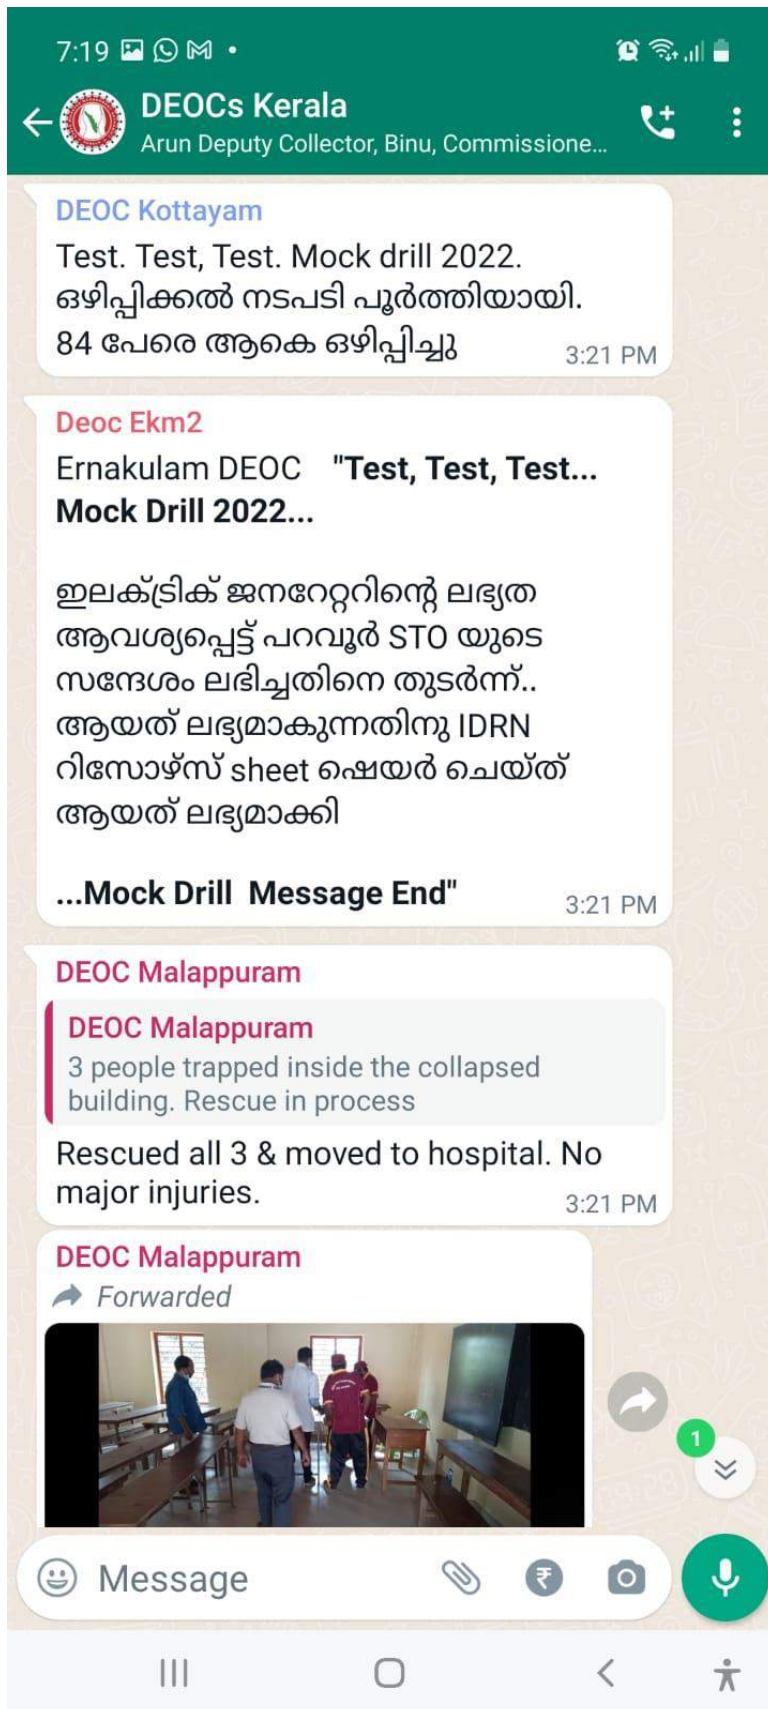 7:19
DEOCs Kerala
Arun Deputy Collector, Binu, Commissione...
DEOC Kottayam
Test. Test, Test. Mock drill 2022.
ഒഴിപ്പിക്കൽ നടപടി പൂർത്തിയായി.
84 പേരെ ആകെ ഒഴിപ്പിച്ചു
3:21 PM
Deoc Ekm2
Ernakulam DEOC "Test, Test, Test...
Mock Drill 2022...
ഇലക്ട്രിക് ജനറേറ്ററിന്റെ ലഭ്യത
ആവശ്യപ്പെട്ട് പറവൂർ STO യുടെ
സന്ദേശം ലഭിച്ചതിനെ തുടർന്ന്..
ആയത് ലഭ്യമാകുന്നതിനു IDRN
റിസോഴ്സ് sheet ഷെയർ ചെയ്ത്
ആയത് ലഭ്യമാക്കി
...Mock Drill Message End"
3:21 PM
DEOC Malappuram
DEOC Malappuram
3 people trapped inside the collapsed
building. Rescue in process
Rescued all 3 & moved to hospital. No
major injuries.
3:21 PM
DEOC Malappuram
Forwarded
1
Message